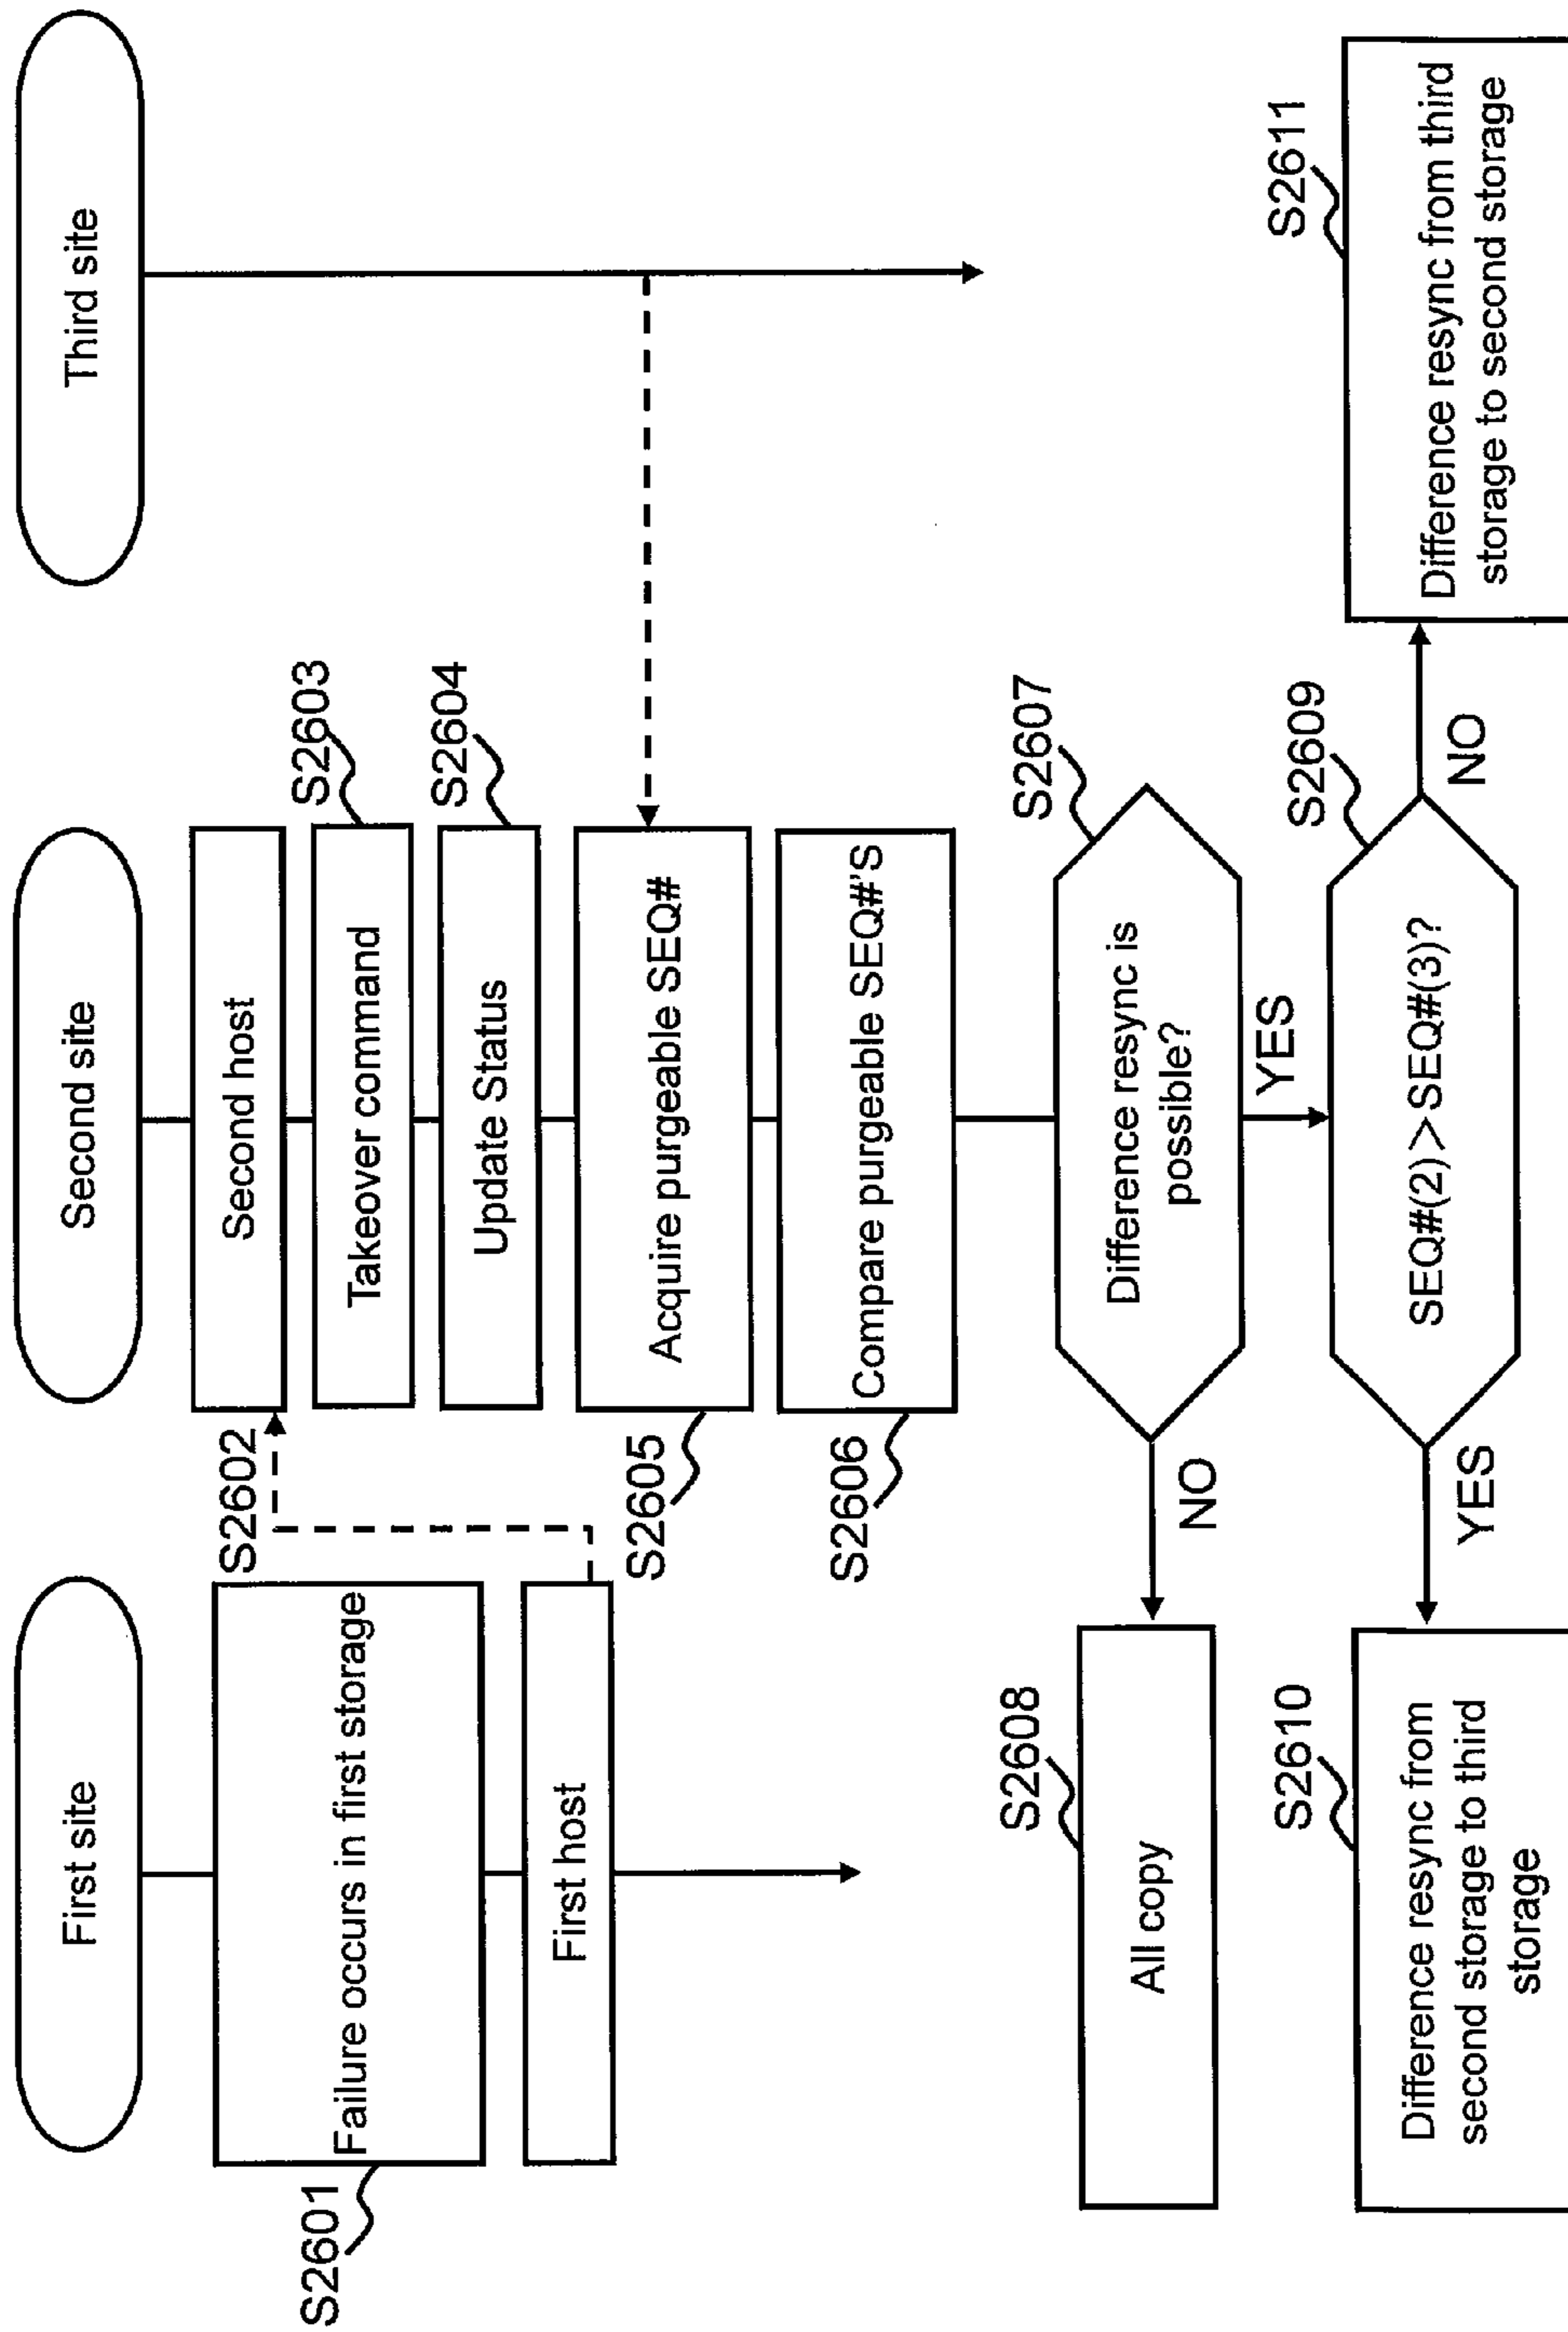 First site
Second site
Third site
S2601
Failure occurs in first storage
First host
S2602
Second host
S2603
Takeover command
S2604
Update Status
S2605
Acquire purgeable SEQ#
S2606
Compare purgeable SEQ#'S
S2607
Difference resync is
possible?
NO
YES
S2608
All copy
S2609
SEQ#(2)>SEQ#(3)?
YES
NO
S2610
Difference resync from
second storage to third
storage
S2611
Difference resync from third
storage to second storage